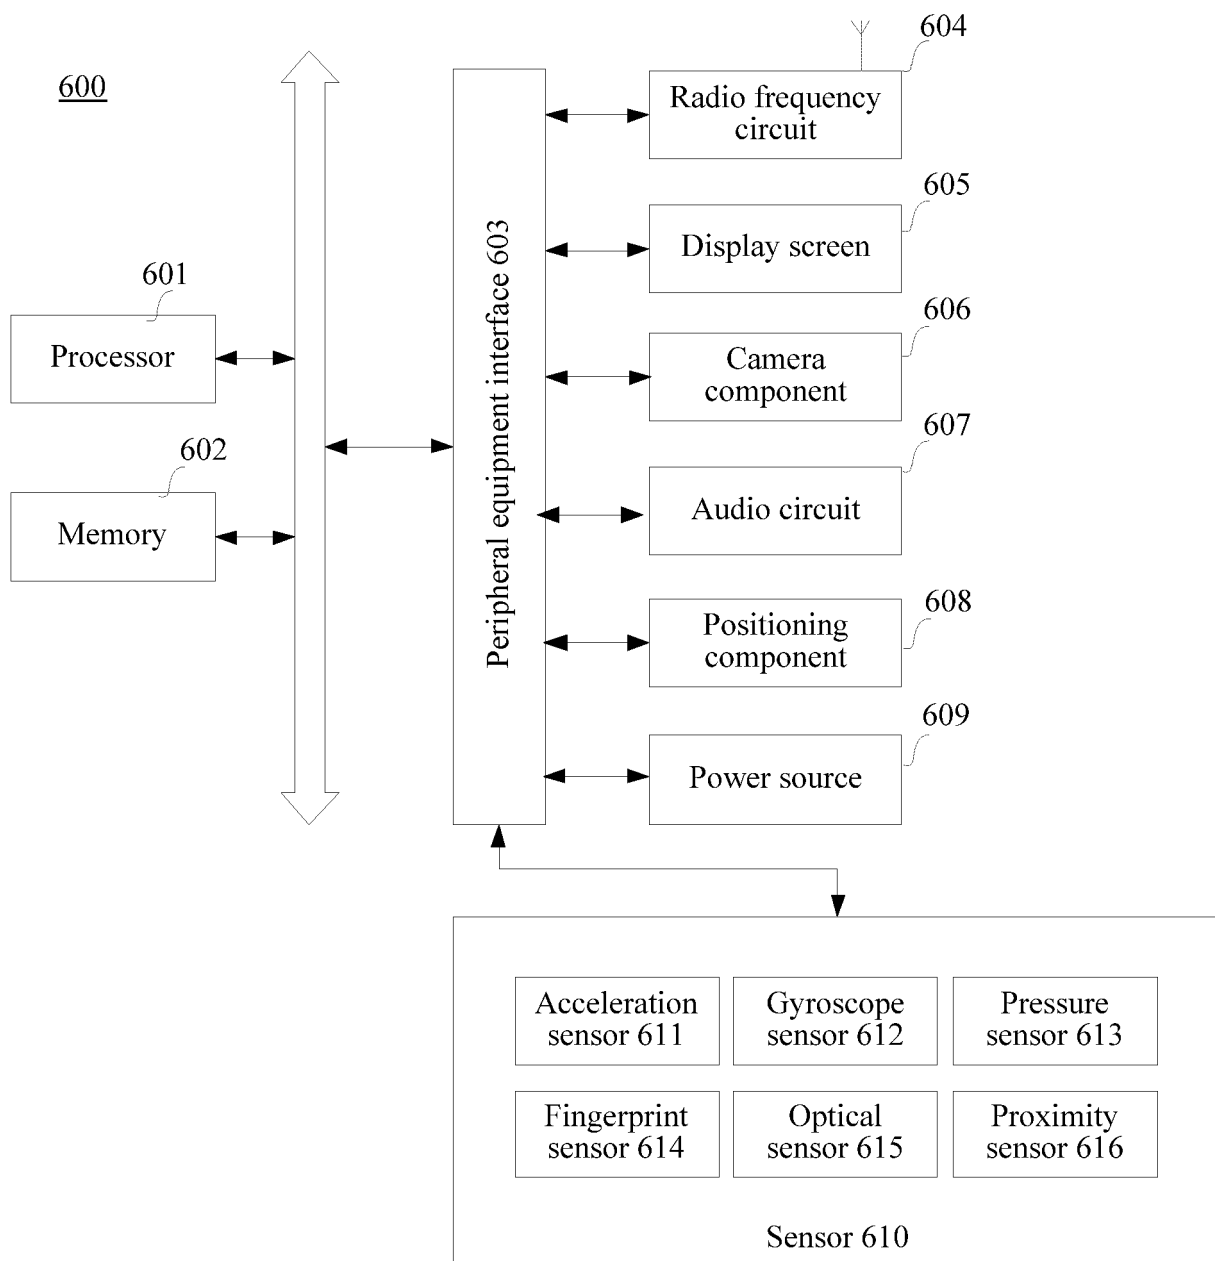 600
601
Processor
602
Memory
Peripheral equipment interface 603
604
Radio frequency
circuit
605
Display screen
606
Camera
component
607
Audio circuit
608
Positioning
component
609
Power source
Acceleration
sensor 611
Gyroscope
sensor 612
Pressure
sensor 613
Fingerprint
sensor 614
Optical
sensor 615
Proximity
sensor 616
Sensor 610